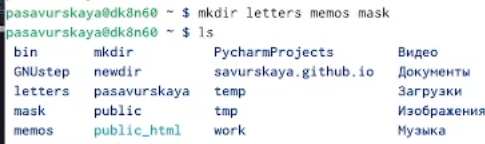 pasavurskaya@dk8n60 ~ $ mkdir letters memos mask
pasavurskaya@dk8n60 ~ $ ls
bin mkdir PycharmProjects Видео
GNUstep newdir savurskaya.github.io Документы
letters pasavurskaya temp Загрузки
mask public tmp Изображения
memos public_html work Музыка